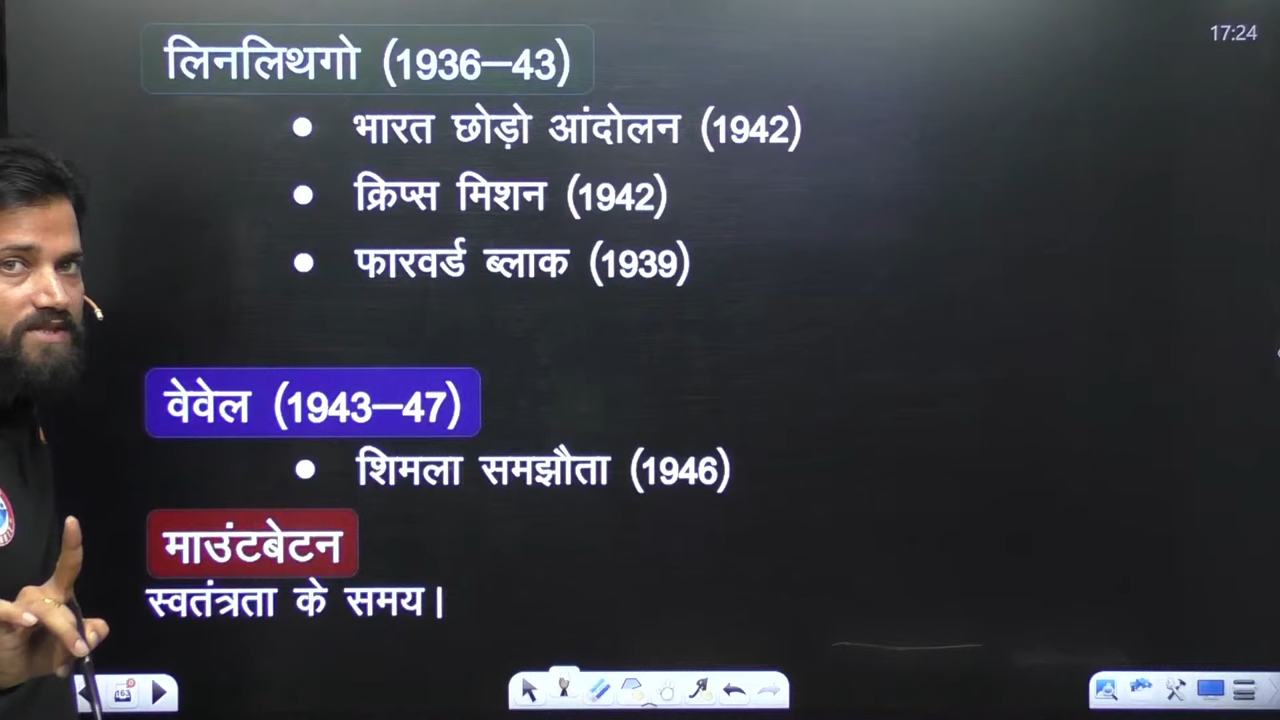 17:24
लिनलिथगो (1936–43)
• भारत छोड़ो आंदोलन (1942)
• क्रिप्स मिशन (1942)
• फारवर्ड ब्लाक (1939)
वेवेल (1943–47)
• शिमला समझौता (1946)
माउंटबेटन
स्वतंत्रता के समय।
163